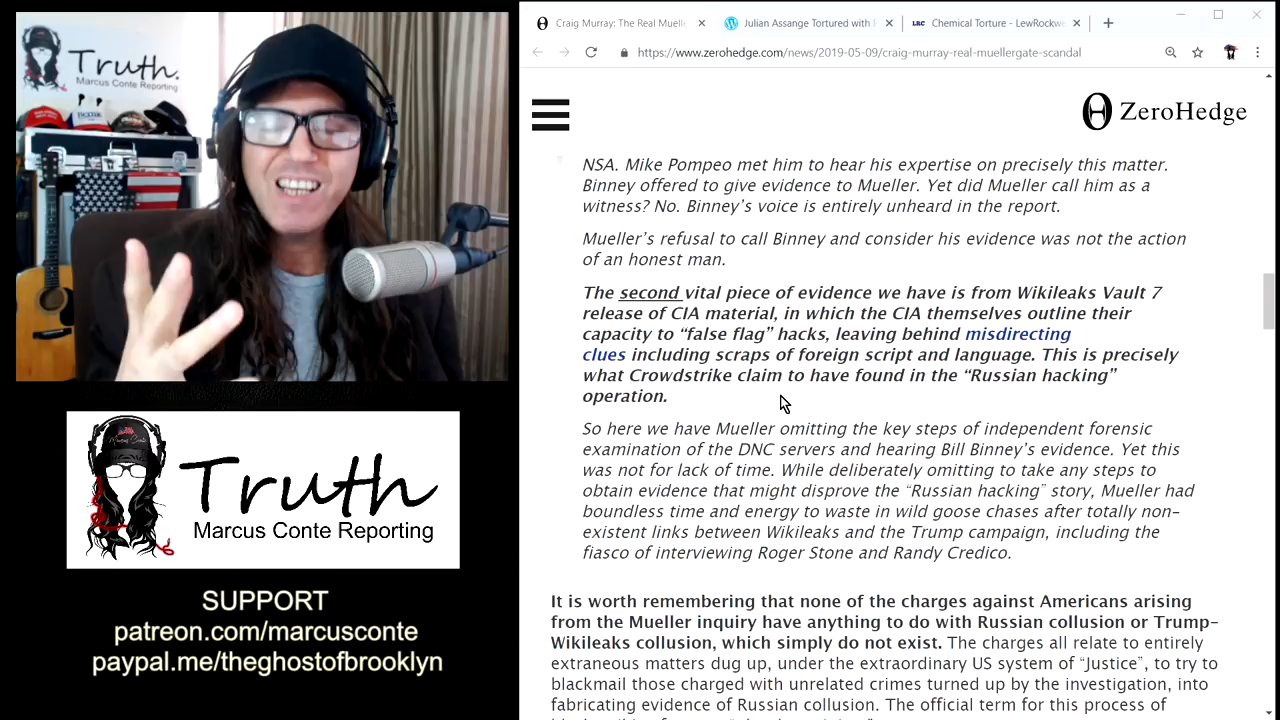 Truth.
Marcus Conte Reporting
Truth
Marcus Conte Reporting
SUPPORT
patreon.com/marcusconte
paypal.me/theghostofbrooklyn
Craig Murray: The Real Muelle
Julian Assange Tortured with
LRC
Chemical Torture - LewRockwe
https://www.zerohedge.com/news/2019-05-09/craig-murray-real-muellergate-scandal
ZeroHedge
NSA. Mike Pompeo met him to hear his expertise on precisely this matter.
Binney offered to give evidence to Mueller. Yet did Mueller call him as a
witness? No. Binney’s voice is entirely unheard in the report.
Mueller’s refusal to call Binney and consider his evidence was not the action
of an honest man.
The second vital piece of evidence we have is from Wikileaks Vault 7
release of CIA material, in which the CIA themselves outline their
capacity to “false flag” hacks, leaving behind misdirecting
clues including scraps of foreign script and language. This is precisely
what Crowdstrike claim to have found in the “Russian hacking”
operation.
So here we have Mueller omitting the key steps of independent forensic
examination of the DNC servers and hearing Bill Binney’s evidence. Yet this
was not for lack of time. While deliberately omitting to take any steps to
obtain evidence that might disprove the “Russian hacking” story, Mueller had
boundless time and energy to waste in wild goose chases after totally non-
existent links between Wikileaks and the Trump campaign, including the
fiasco of interviewing Roger Stone and Randy Credico.
It is worth remembering that none of the charges against Americans arising
from the Mueller inquiry have anything to do with Russian collusion or Trump-
Wikileaks collusion, which simply do not exist. The charges all relate to entirely
extraneous matters dug up, under the extraordinary US system of “Justice”, to try to
blackmail those charged with unrelated crimes turned up by the investigation, into
fabricating evidence of Russian collusion. The official term for this process of